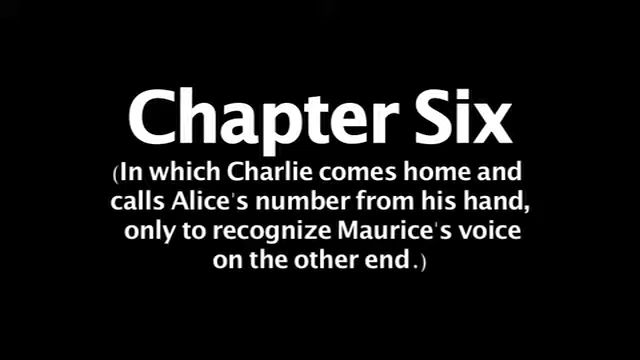 Chapter Six
(In which Charlie comes home and
calls Alice's number from his hand,
only to recognize Maurice's voice
on the other end.)